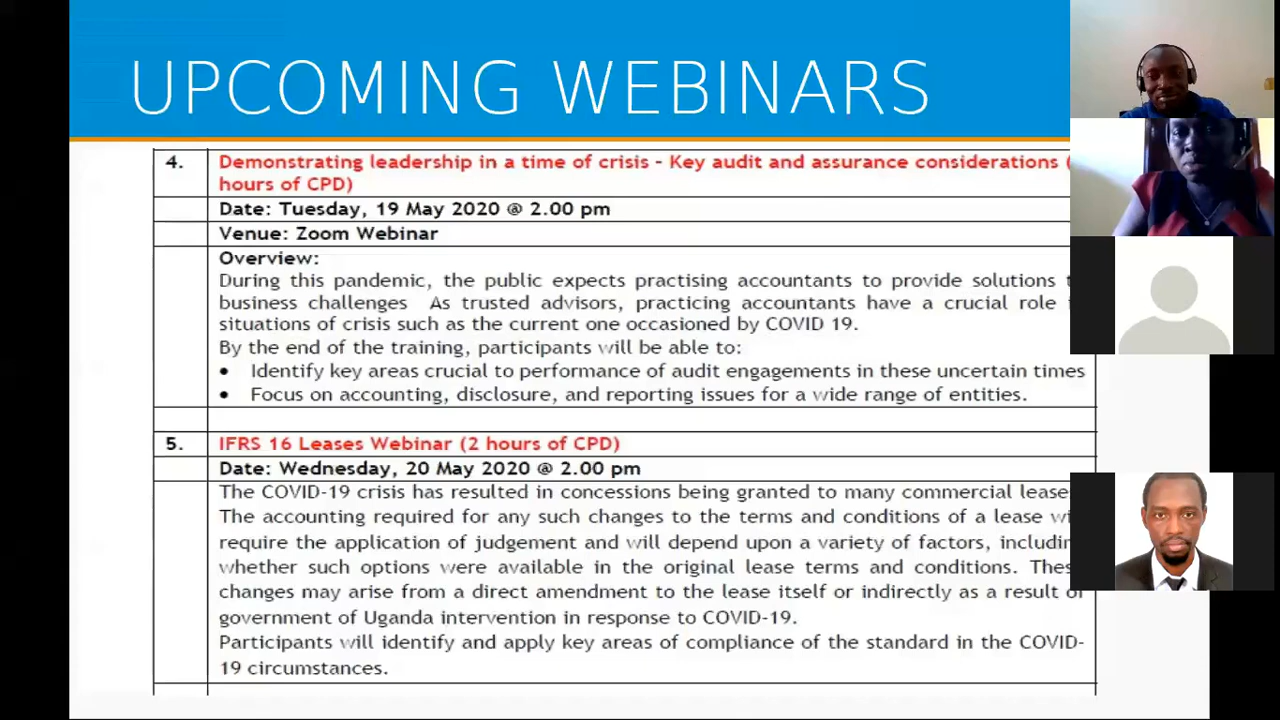 UPCOMING WEBINARS
4. Demonstrating leadership in a time of crisis - Key audit and assurance considerations (
hours of CPD)
Date: Tuesday, 19 May 2020 @ 2.00 pm
Venue: Zoom Webinar
Overview:
During this pandemic, the public expects practising accountants to provide solutions
business challenges As trusted advisors, practicing accountants have a crucial role
situations of crisis such as the current one occasioned by COVID 19.
By the end of the training, participants will be able to:
• Identify key areas crucial to performance of audit engagements in these uncertain times
• Focus on accounting, disclosure, and reporting issues for a wide range of entities.
5. IFRS 16 Leases Webinar (2 hours of CPD)
Date: Wednesday, 20 May 2020 @ 2.00 pm
The COVID-19 crisis has resulted in concessions being granted to many commercial lease
The accounting required for any such changes to the terms and conditions of a lease
require the application of judgement and will depend upon a variety of factors, includin
whether such options were available in the original lease terms and conditions. Thes
changes may arise from a direct amendment to the lease itself or indirectly as a result
government of Uganda intervention in response to COVID-19.
Participants will identify and apply key areas of compliance of the standard in the COVID-
19 circumstances.